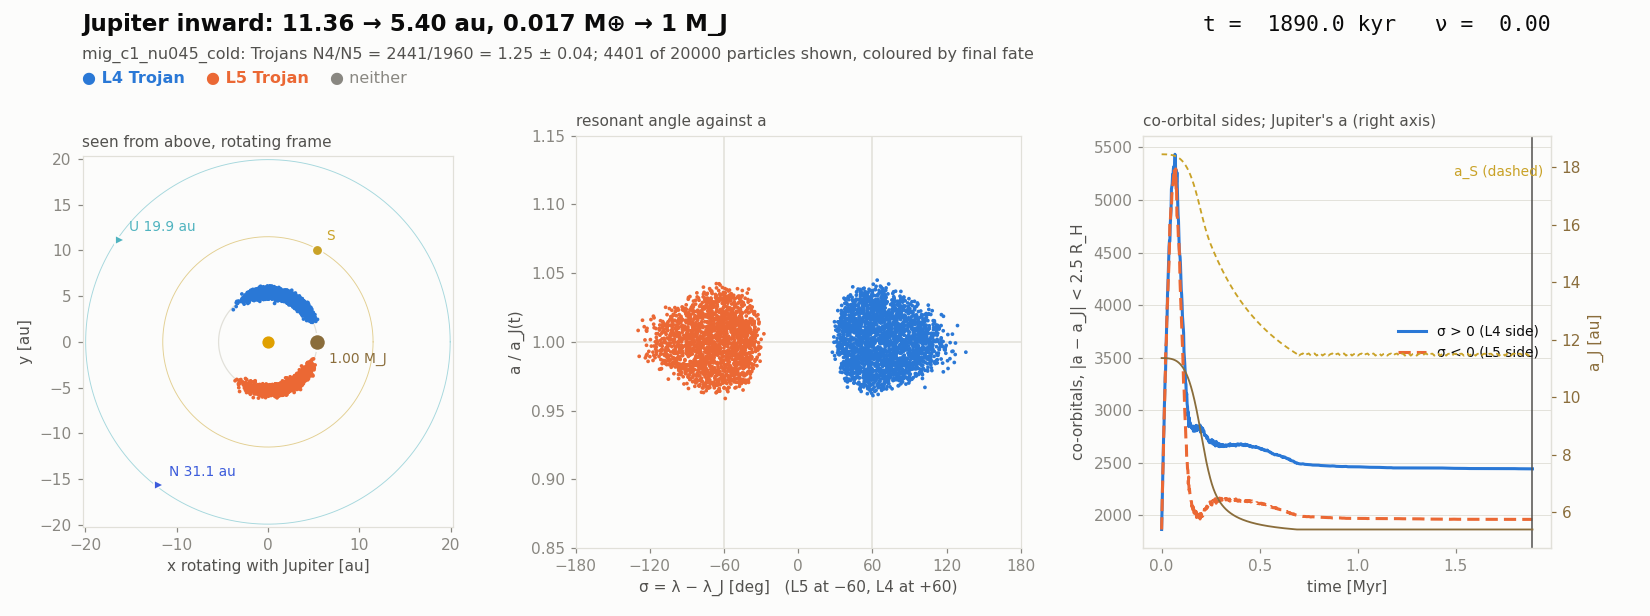 Jupiter inward: 11.36 → 5.40 au, 0.017 M⊕ → 1 M_J
t =  1890.0 kyr   ν =  0.00
mig_c1_nu045_cold: Trojans N4/N5 = 2441/1960 = 1.25 ± 0.04; 4401 of 20000 particles shown, coloured by final fate
L4 Trojan
L5 Trojan
neither
seen from above, rotating frame
20
15
10
5
0
−5
−10
−15
−20
y [au]
U 19.9 au
S
1.00 M_J
N 31.1 au
−20
−10
0
10
20
x rotating with Jupiter [au]
resonant angle against a
1.15
1.10
1.05
1.00
0.95
0.90
0.85
a / a_J(t)
−180
−120
−60
0
60
120
180
σ = λ − λ_J [deg]   (L5 at −60, L4 at +60)
co-orbital sides; Jupiter's a (right axis)
5500
5000
4500
4000
3500
3000
2500
2000
co-orbitals, |a − a_J| < 2.5 R_H
a_S (dashed)
σ > 0 (L4 side)
σ < 0 (L5 side)
18
16
14
12
10
8
6
a_J [au]
0.0
0.5
1.0
1.5
time [Myr]